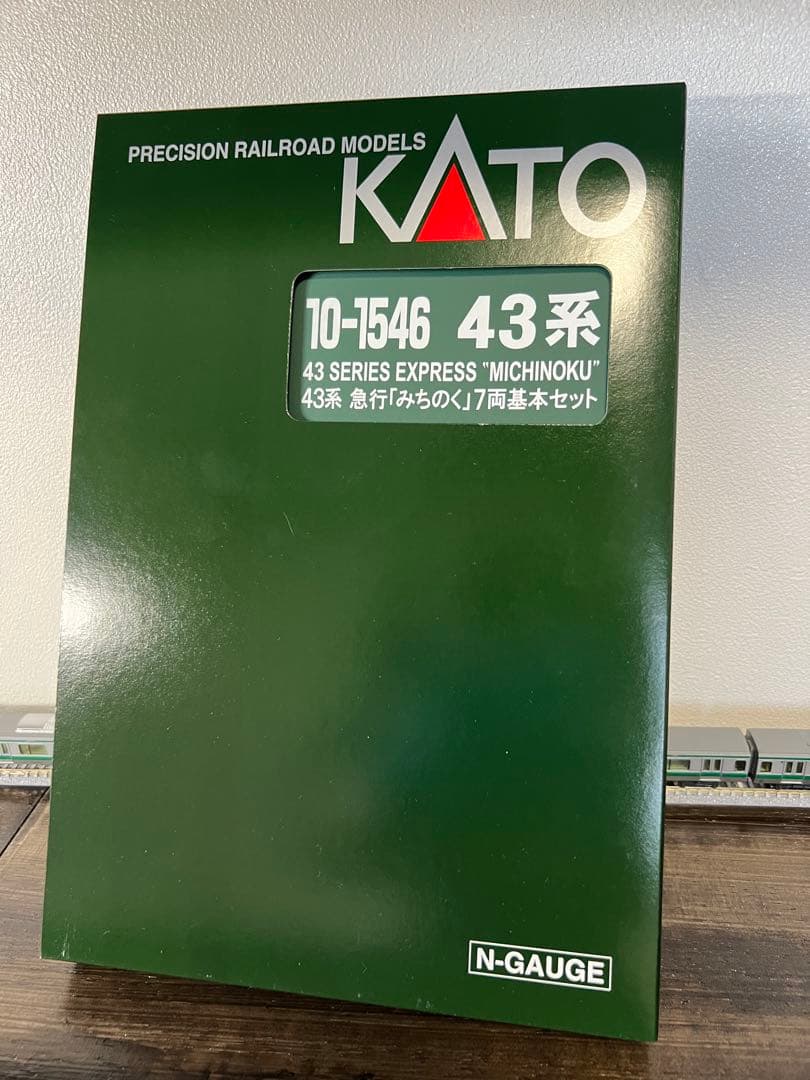 PRECISION RAILROAD MODELS
KATO
10-1546 43系
43 SERIES EXPRESS "MICHINOKU"
43系 急行「みちのく」7両基本セット
N-GAUGE